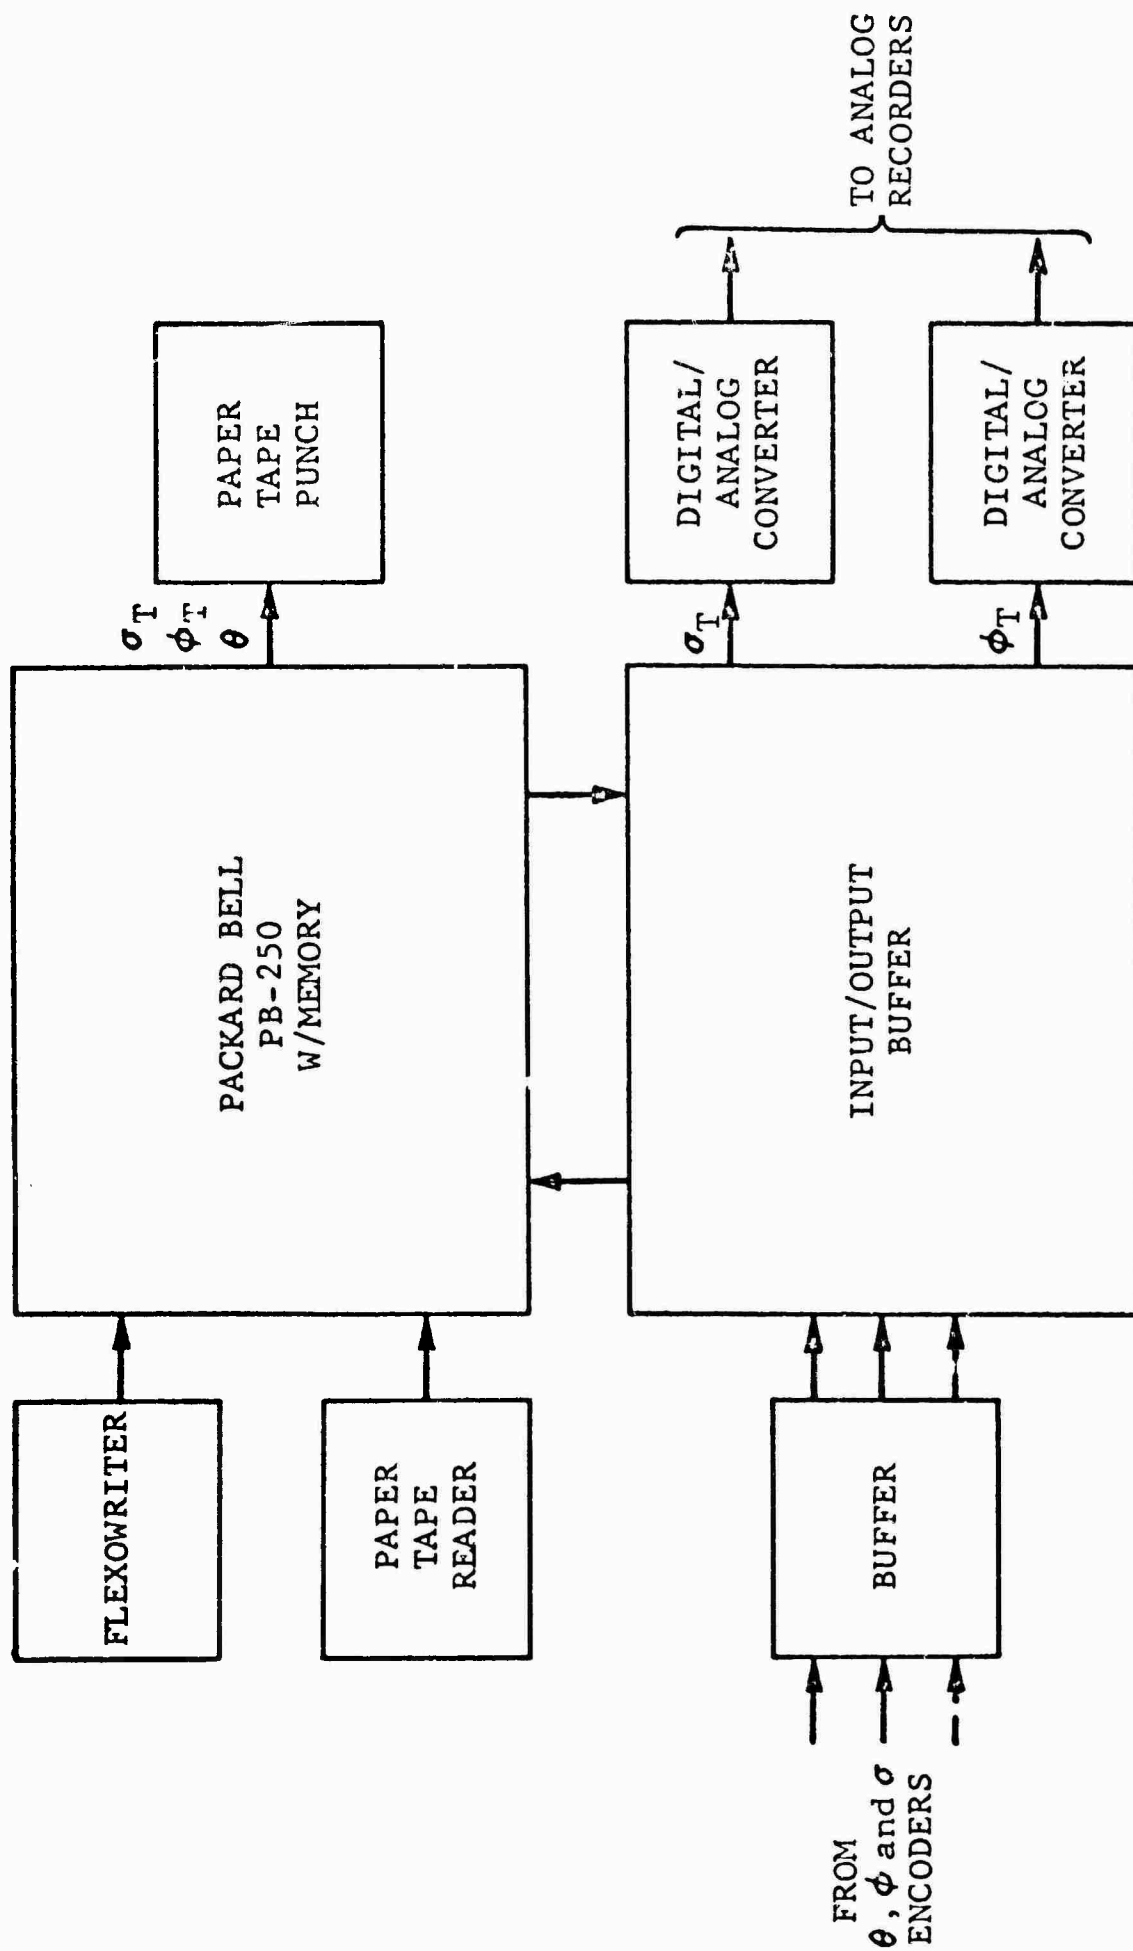 FLEXOWRITER
PAPER
TAPE
READER
PACKARD BELL
PB-250
W/MEMORY
σT
ϕT
θ
PAPER
TAPE
PUNCH
FROM
θ, ϕ and σ
ENCODERS
BUFFER
INPUT/OUTPUT
BUFFER
σT
DIGITAL/
ANALOG
CONVERTER
ϕT
DIGITAL/
ANALOG
CONVERTER
TO ANALOG
RECORDERS